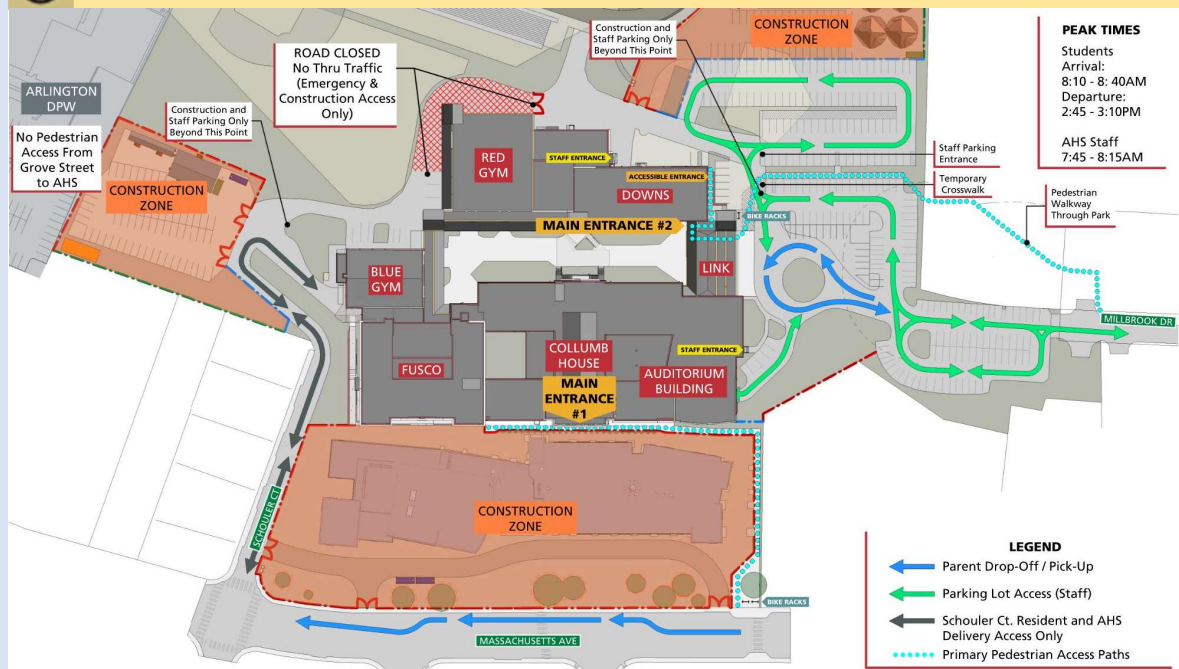 CONSTRUCTION
ZONE
Construction and
Staff Parking Only
Beyond This Point
PEAK TIMES
Students
Arrival:
8:10 - 8: 40AM
Departure:
2:45 - 3:10PM
AHS Staff
7:45 - 8:15AM
ROAD CLOSED
No Thru Traffic
(Emergency &
Construction Access
Only)
ARLINGTON
DPW
Construction and
Staff Parking Only
Beyond This Point
No Pedestrian
Access From
Grove Street
to AHS
CONSTRUCTION
ZONE
RED
GYM
STAFF ENTRANCE
ACCESSIBLE ENTRANCE
DOWNS
Staff Parking
Entrance
Temporary
Crosswalk
Pedestrian
Walkway
Through Park
BIKE RACKS
MAIN ENTRANCE #2
BLUE
GYM
LINK
MILLBROOK DR
FUSCO
COLLUMB
HOUSE
STAFF ENTRANCE
AUDITORIUM
BUILDING
MAIN
ENTRANCE
#1
SCHOULER CT
CONSTRUCTION
ZONE
BIKE RACKS
MASSACHUSETTS AVE
LEGEND
Parent Drop-Off / Pick-Up
Parking Lot Access (Staff)
Schouler Ct. Resident and AHS
Delivery Access Only
Primary Pedestrian Access Paths